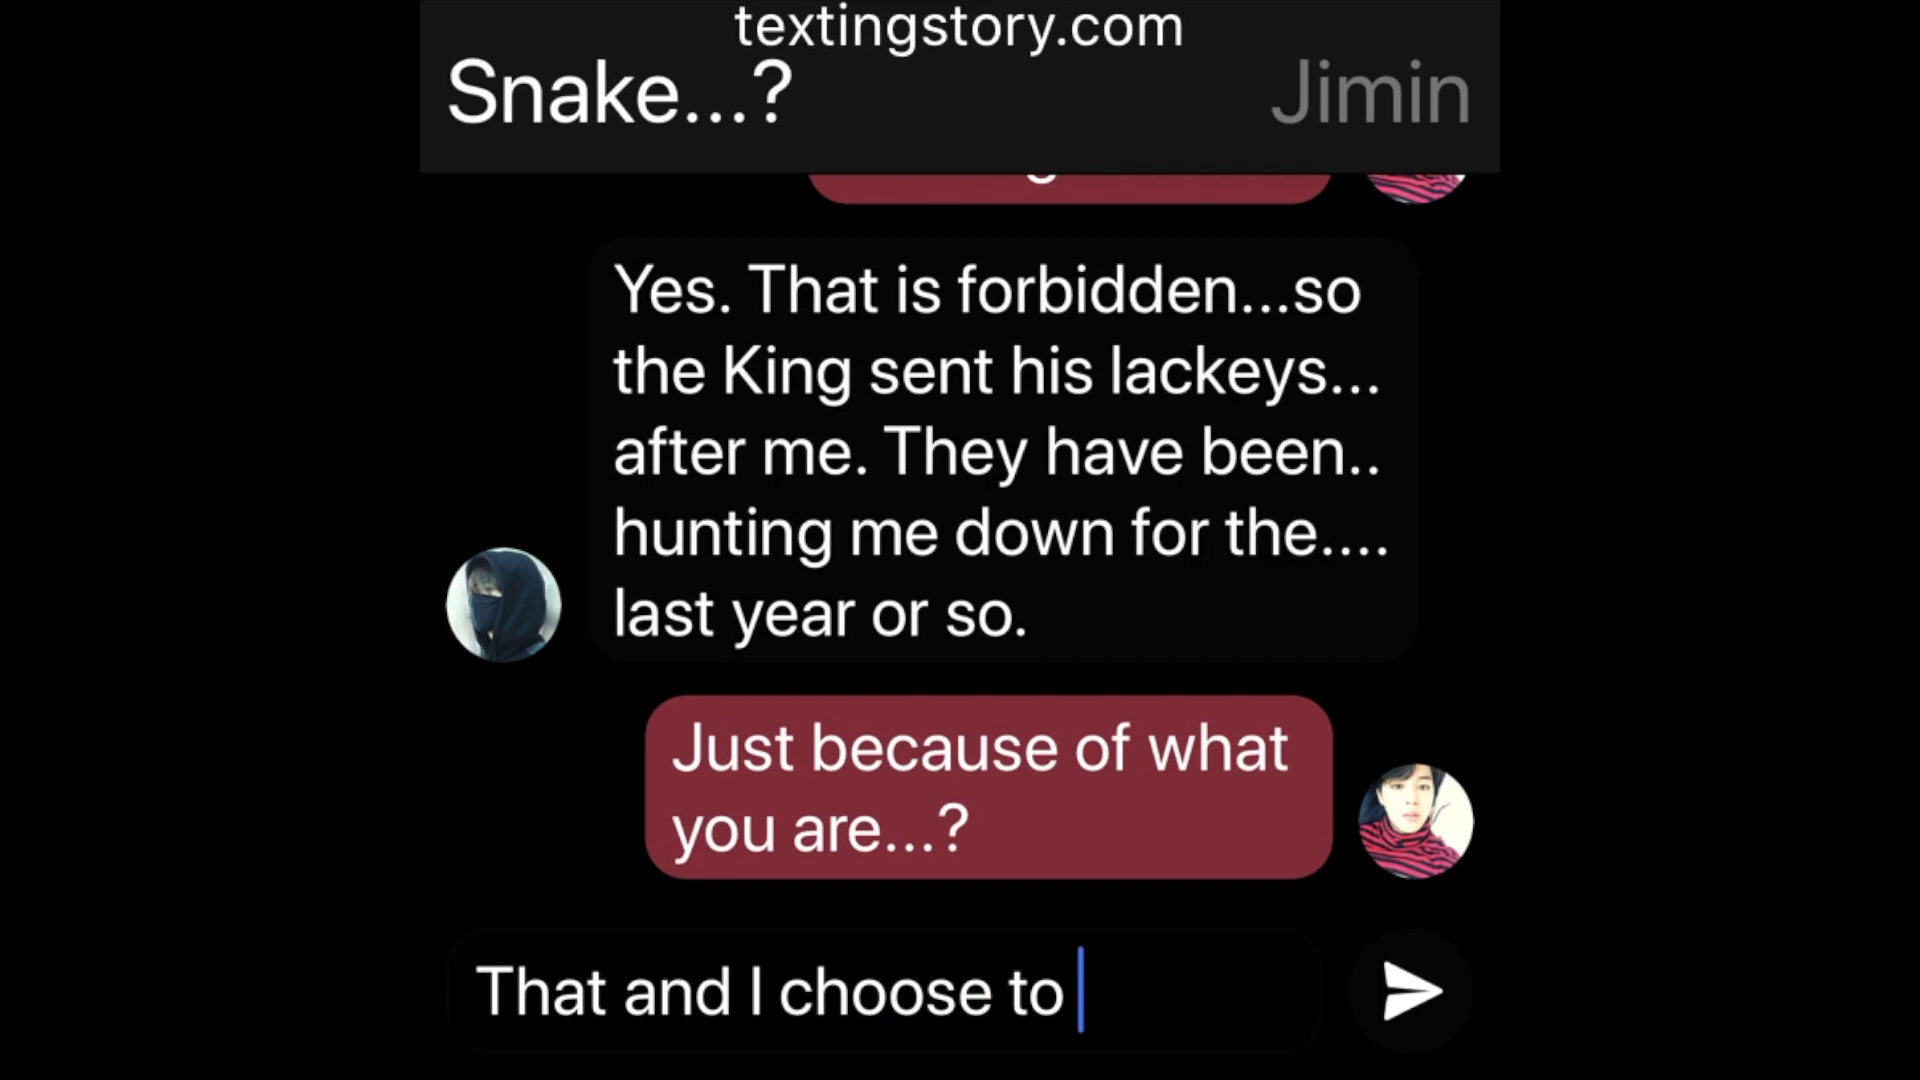 textingstory.com
Snake...?
Jimin
Yes. That is forbidden...so
the King sent his lackeys...
after me. They have been..
hunting me down for the....
last year or so.
Just because of what
you are...?
That and I choose to